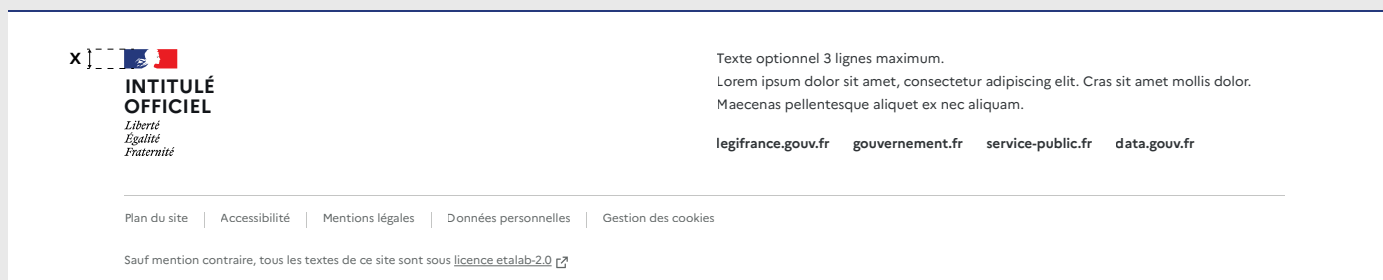 X
INTITULÉ
OFFICIEL
Liberté
Égalité
Fraternité
Texte optionnel 3 lignes maximum.
Lorem ipsum dolor sit amet, consectetur adipiscing elit. Cras sit amet mollis dolor.
Maecenas pellentesque aliquet ex nec aliquam.
legifrance.gouv.fr gouvernement.fr service-public.fr data.gouv.fr
Plan du site Accessibilité Mentions légales Données personnelles Gestion des cookies
Sauf mention contraire, tous les textes de ce site sont sous licence etalab-2.0